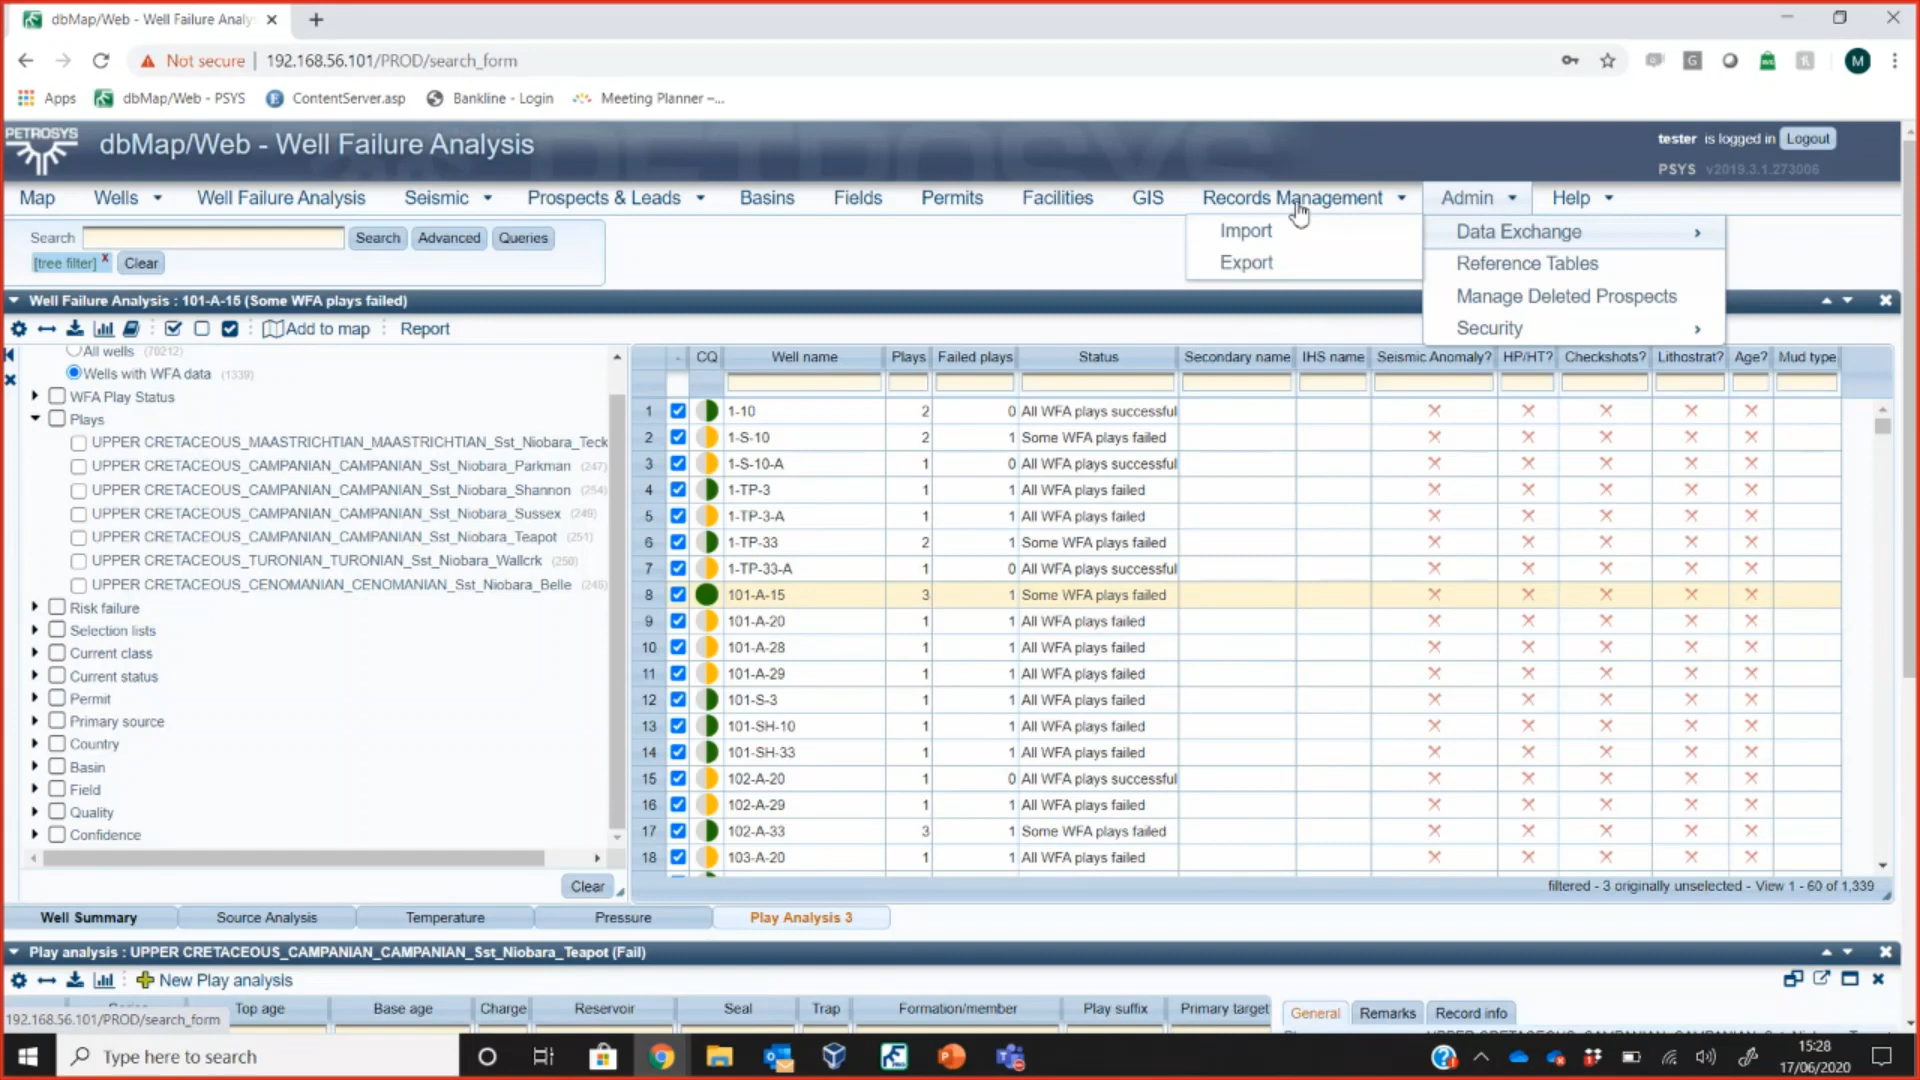 dbMap/Web - Well Failure Analy
Not secure | 192.168.56.101/PROD/search_form
G
M
Apps
dbMap/Web - PSYS
ContentServer.asp
Bankline - Login
Meeting Planner –...
PETROSYS
dbMap/Web - Well Failure Analysis
tester is logged in Logout
PSYS v2019.3.1.273006
Map Wells Well Failure Analysis Seismic Prospects & Leads Basins Fields Permits Facilities GIS Records Management Admin Help
Search Search Advanced Queries
[tree filter] x Clear
Import
Export
Data Exchange
Reference Tables
Manage Deleted Prospects
Security
Well Failure Analysis : 101-A-15 (Some WFA plays failed)
Add to map Report
All wells (70212)
Wells with WFA data (1339)
WFA Play Status
Plays
UPPER CRETACEOUS_MAASTRICHTIAN_MAASTRICHTIAN_Sst_Niobara_Teck
UPPER CRETACEOUS_CAMPANIAN_CAMPANIAN_Sst_Niobara_Parkman (247)
UPPER CRETACEOUS_CAMPANIAN_CAMPANIAN_Sst_Niobara_Shannon (254)
UPPER CRETACEOUS_CAMPANIAN_CAMPANIAN_Sst_Niobara_Sussex (249)
UPPER CRETACEOUS_CAMPANIAN_CAMPANIAN_Sst_Niobara_Teapot (251)
UPPER CRETACEOUS_TURONIAN_TURONIAN_Sst_Niobara_Wallcrk (250)
UPPER CRETACEOUS_CENOMANIAN_CENOMANIAN_Sst_Niobara_Belle (246)
Risk failure
Selection lists
Current class
Current status
Permit
Primary source
Country
Basin
Field
Quality
Confidence
Clear
- CQ Well name Plays Failed plays Status Secondary name IHS name Seismic Anomaly? HP/HT? Checkshots? Lithostrat? Age? Mud type
1 1-10 2 0 All WFA plays successful
2 1-S-10 2 1 Some WFA plays failed
3 1-S-10-A 1 0 All WFA plays successful
4 1-TP-3 1 1 All WFA plays failed
5 1-TP-3-A 1 1 All WFA plays failed
6 1-TP-33 2 1 Some WFA plays failed
7 1-TP-33-A 1 0 All WFA plays successful
8 101-A-15 3 1 Some WFA plays failed
9 101-A-20 1 1 All WFA plays failed
10 101-A-28 1 1 All WFA plays failed
11 101-A-29 1 1 All WFA plays failed
12 101-S-3 1 1 All WFA plays failed
13 101-SH-10 1 1 All WFA plays failed
14 101-SH-33 1 1 All WFA plays failed
15 102-A-20 1 0 All WFA plays successful
16 102-A-29 1 1 All WFA plays failed
17 102-A-33 3 1 Some WFA plays failed
18 103-A-20 1 1 All WFA plays failed
filtered - 3 originally unselected - View 1 - 60 of 1,339
Well Summary Source Analysis Temperature Pressure Play Analysis 3
Play analysis : UPPER CRETACEOUS_CAMPANIAN_CAMPANIAN_Sst_Niobara_Teapot (Fail)
New Play analysis
Top age Base age Charge Reservoir Seal Trap Formation/member Play suffix Primary target
General Remarks Record info
192.168.56.101/PROD/search_form
Type here to search
15:28
17/06/2020